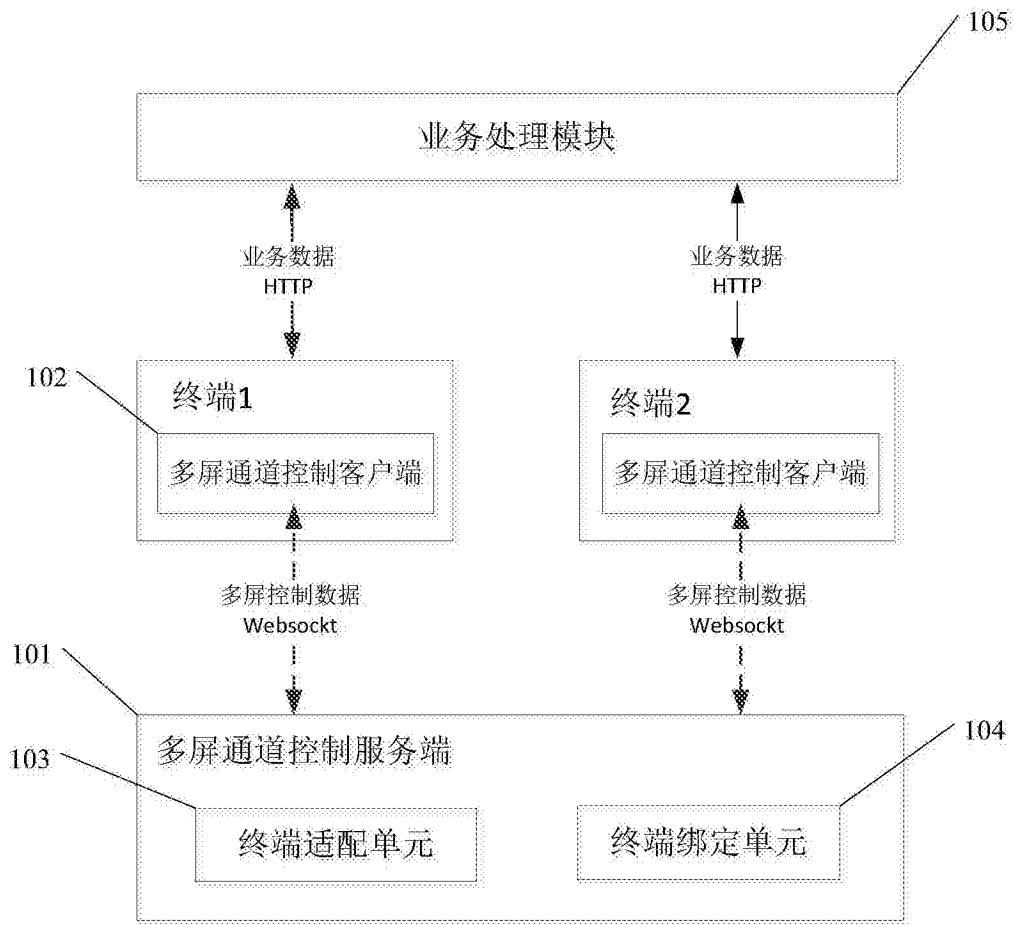 105
业务处理模块
业务数据
HTTP
业务数据
HTTP
102
终端1
多屏通道控制客户端
终端2
多屏通道控制客户端
多屏控制数据
Websockt
多屏控制数据
Websockt
101
多屏通道控制服务端
103
终端适配单元
104
终端绑定单元